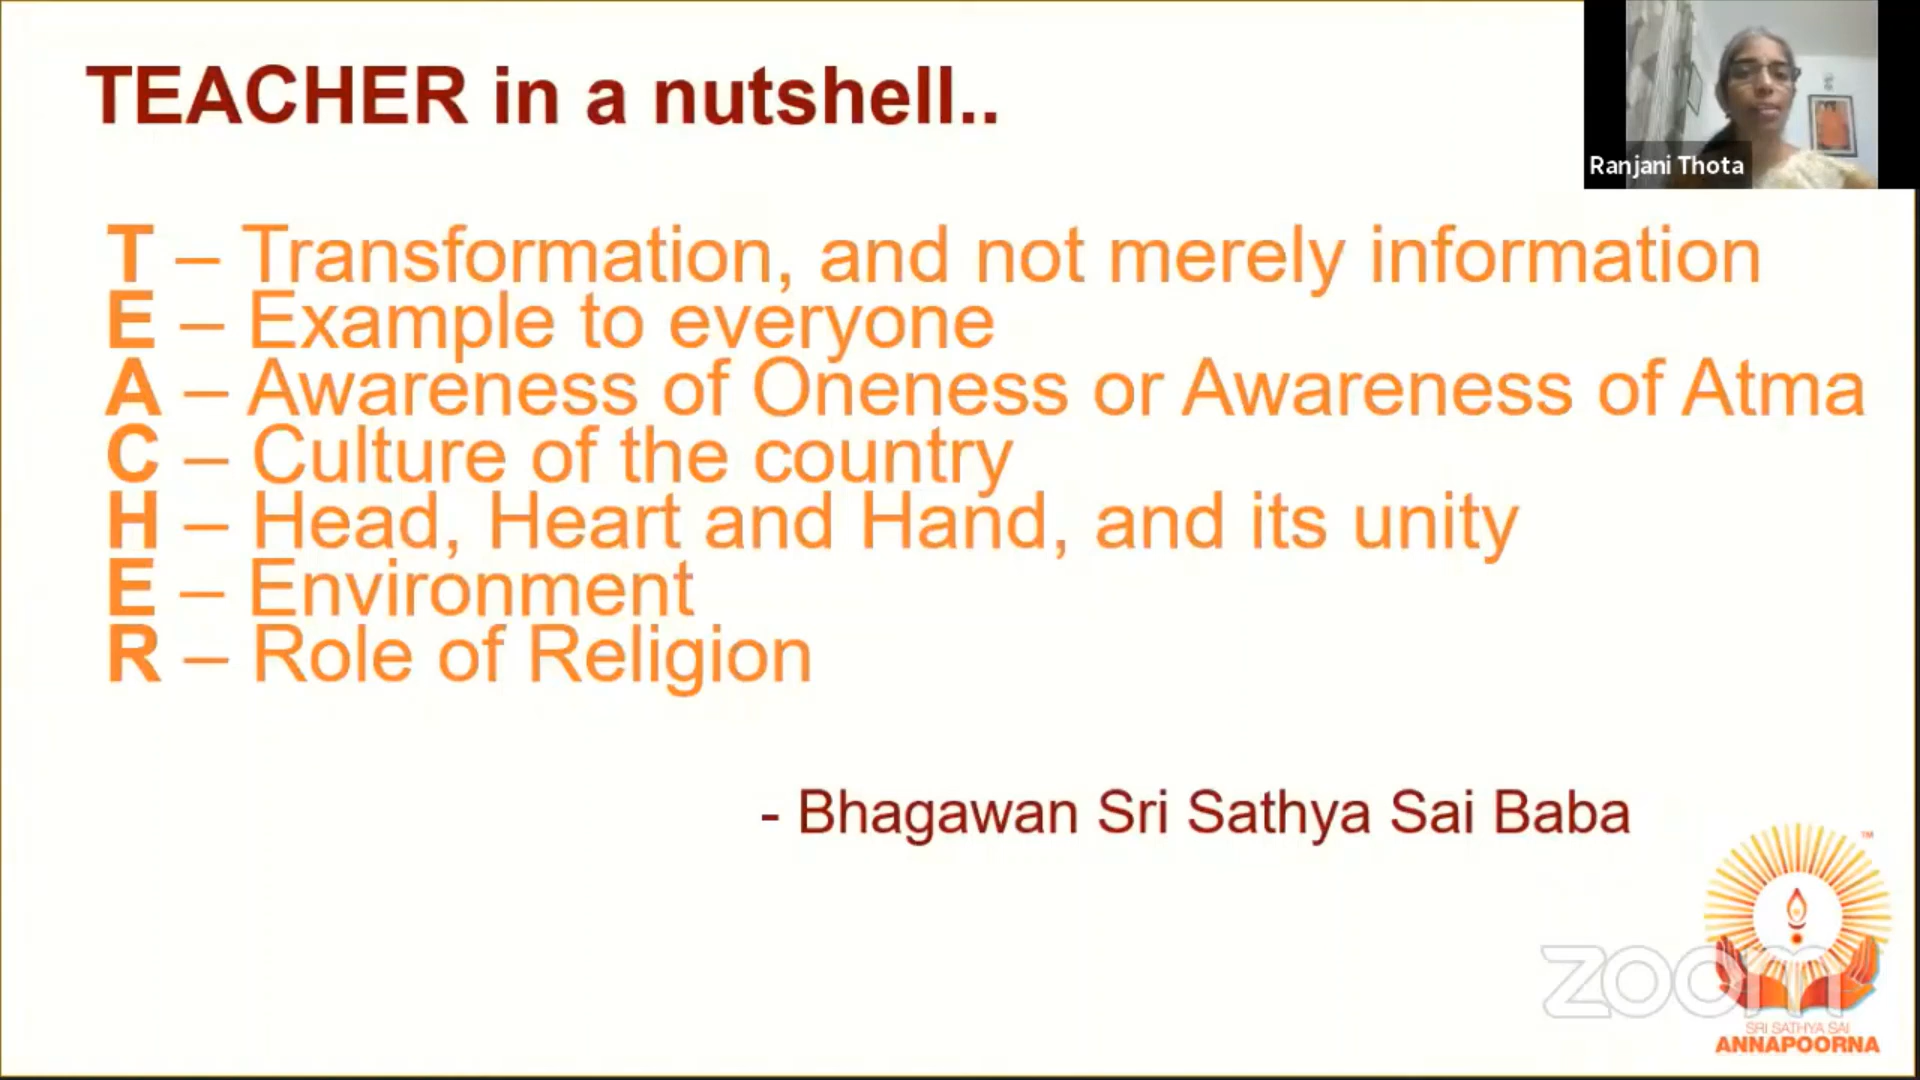 TEACHER in a nutshell..
Ranjani Thota
T – Transformation, and not merely information
E – Example to everyone
A – Awareness of Oneness or Awareness of Atma
C – Culture of the country
H – Head, Heart and Hand, and its unity
E – Environment
R – Role of Religion
- Bhagawan Sri Sathya Sai Baba
TM
zoom
SRI SATHYA SAI
ANNAPOORNA